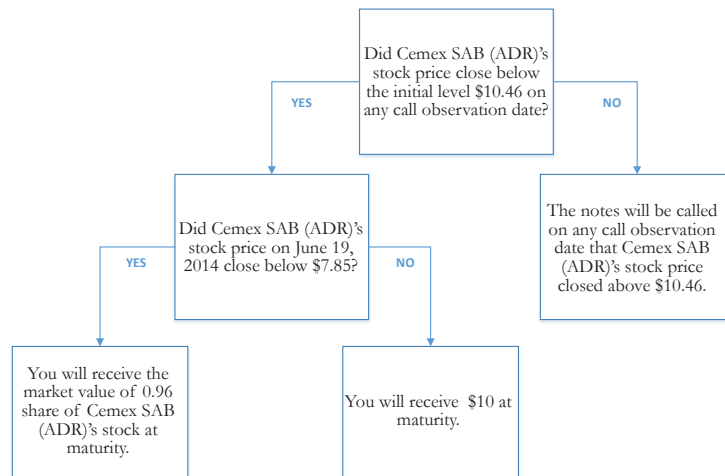 Did Cemex SAB (ADR)'s
stock price close below
the initial level $10.46 on
any call observation date?
YES
NO
Did Cemex SAB (ADR)'s
stock price on June 19,
2014 close below $7.85?
The notes will be called
on any call observation
date that Cemex SAB
(ADR)'s stock price
closed above $10.46.
YES
NO
You will receive the
market value of 0.96
share of Cemex SAB
(ADR)'s stock at
maturity.
You will receive $10 at
maturity.